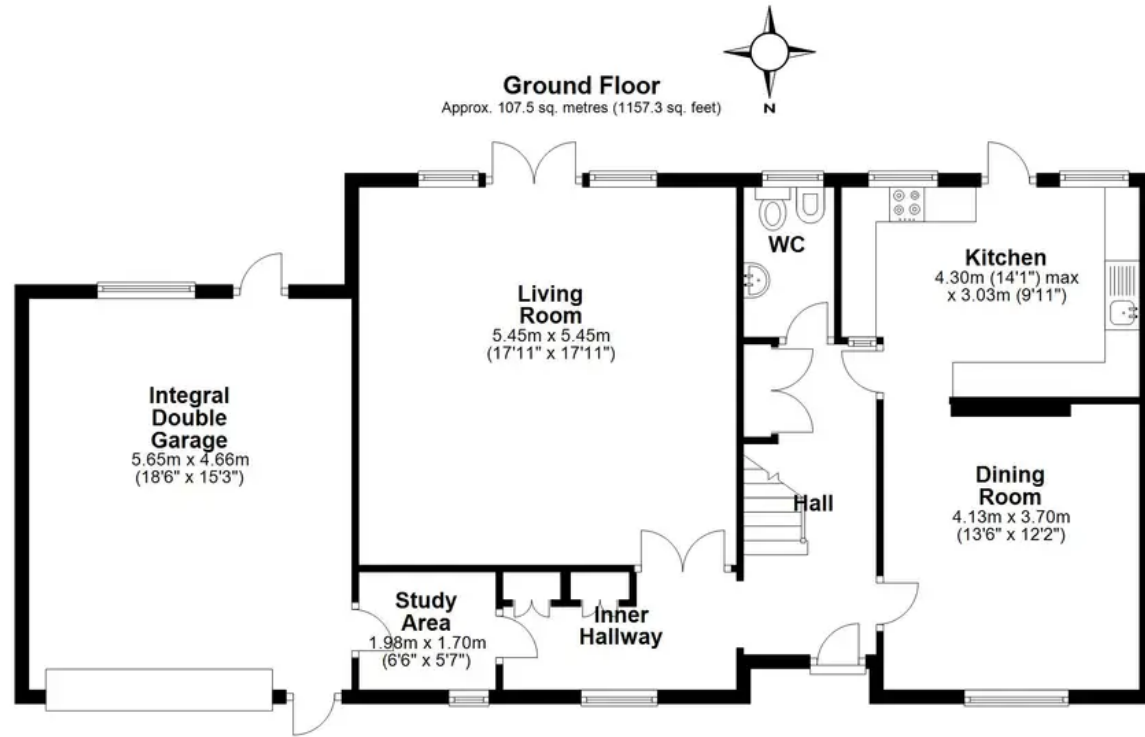 Ground Floor
Approx. 107.5 sq. metres (1157.3 sq. feet)
N
WC
Kitchen
4.30m (14'1") max
x 3.03m (9'11")
Living
Room
5.45m x 5.45m
(17'11" x 17'11")
Integral
Double
Garage
5.65m x 4.66m
(18'6" x 15'3")
Hall
Dining
Room
4.13m x 3.70m
(13'6" x 12'2")
Study
Area
1.98m x 1.70m
(6'6" x 5'7")
Inner
Hallway